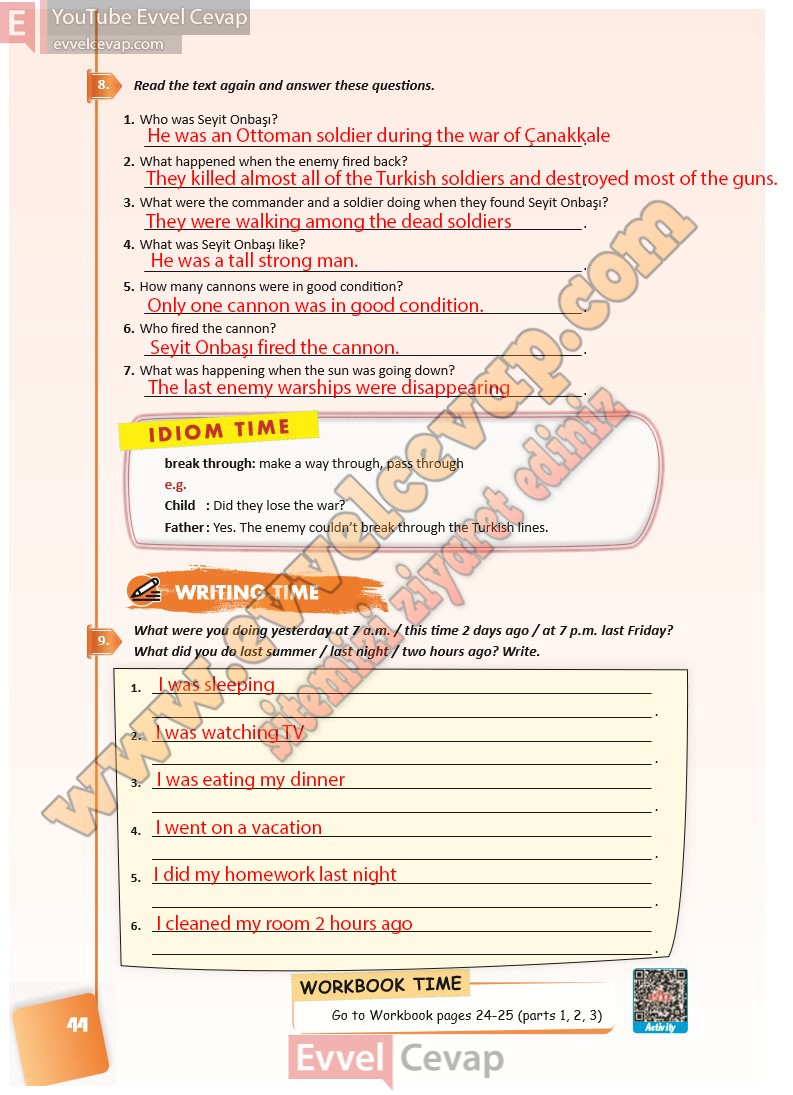 E YouTube Evvel Cevap
evvelcevap.com
8. Read the text again and answer these questions.
1. Who was Seyit Onbaşı?
He was an Ottoman soldier during the war of Çanakkale.
2. What happened when the enemy fired back?
They killed almost all of the Turkish soldiers and destroyed most of the guns.
3. What were the commander and a soldier doing when they found Seyit Onbaşı?
They were walking among the dead soldiers .
4. What was Seyit Onbaşı like?
He was a tall strong man. .
5. How many cannons were in good condition?
Only one cannon was in good condition. .
6. Who fired the cannon?
Seyit Onbaşı fired the cannon. .
7. What was happening when the sun was going down?
The last enemy warships were disappearing .
IDIOM TIME
break through: make a way through, pass through
e.g.
Child : Did they lose the war?
Father : Yes. The enemy couldn't break through the Turkish lines.
WRITING TIME
9. What were you doing yesterday at 7 a.m. / this time 2 days ago / at 7 p.m. last Friday?
What did you do last summer / last night / two hours ago? Write.
1. I was sleeping
.
2. I was watching TV
.
3. I was eating my dinner
.
4. I went on a vacation
.
5. I did my homework last night
.
6. I cleaned my room 2 hours ago
.
www.evvelcevap.com
sitemizi ziyaret ediniz
WORKBOOK TIME
Go to Workbook pages 24-25 (parts 1, 2, 3)
Activity
44
Evvel Cevap